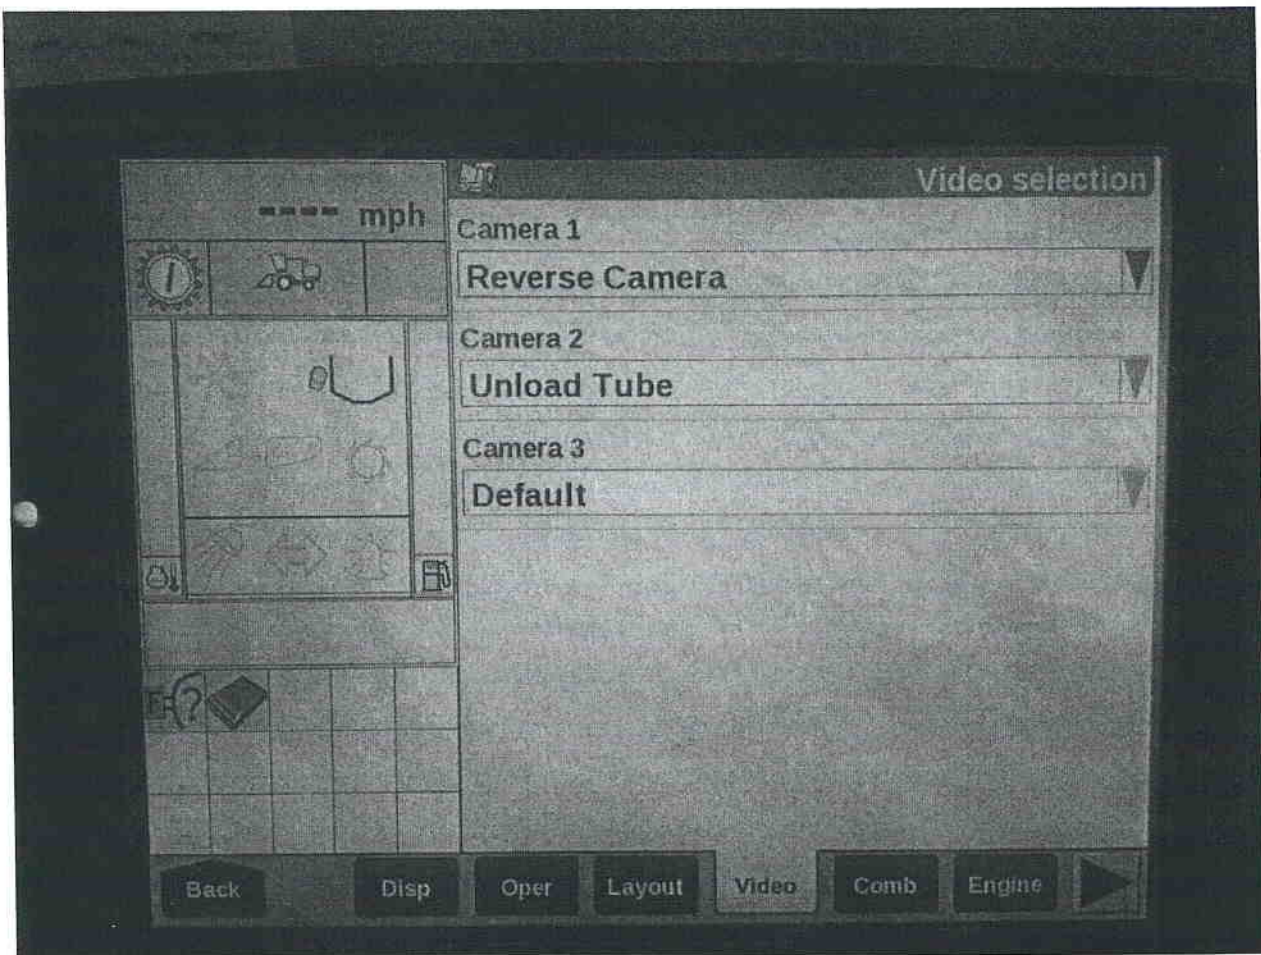 Video selection
---- mph
Camera 1
Reverse Camera
Camera 2
Unload Tube
Camera 3
Default
?
Back
Disp
Oper
Layout
Video
Comb
Engine